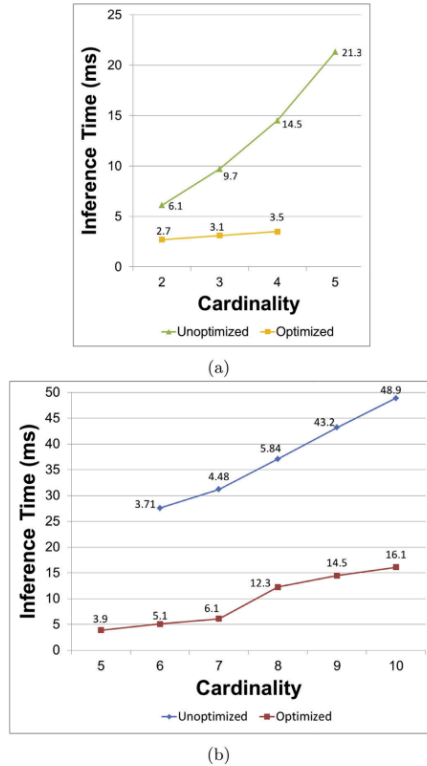 25
21.3
20
15
14.5
10
9.7
6.1
5
2.7 3.1 3.5
0
2 3 4 5
Inference Time (ms)
Cardinality
Unoptimized Optimized
(a)
50
48.9
45
43.2
40
5.84
35
4.48
30
3.71
25
20
16.1
15
14.5
12.3
10
6.1
5.1
5
3.9
0
5 6 7 8 9 10
Inference Time (ms)
Cardinality
Unoptimized Optimized
(b)